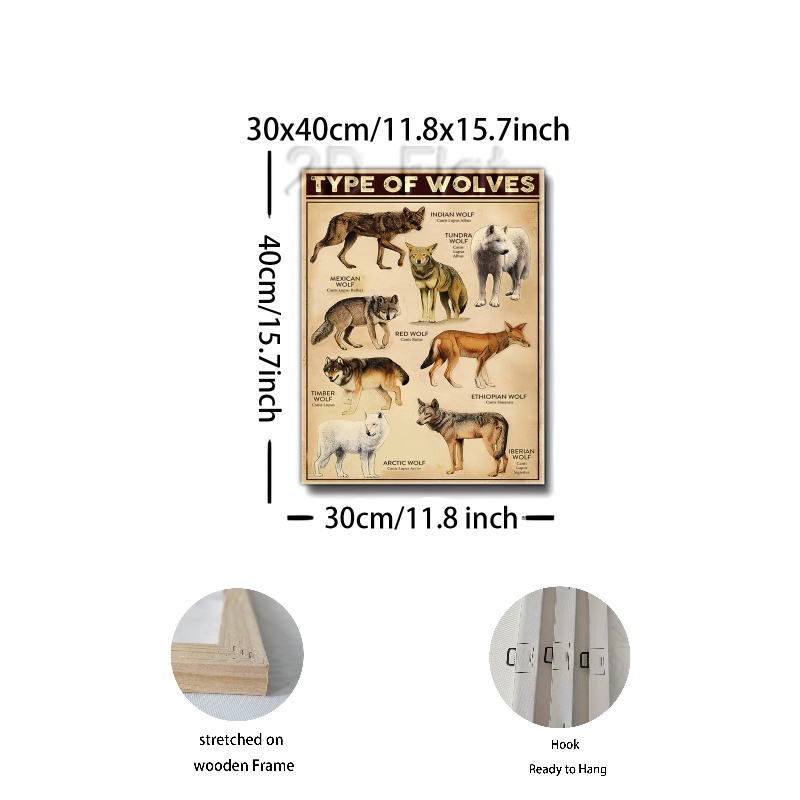 30x40cm/11.8x15.7inch
2D Flat
TYPE OF WOLVES
INDIAN WOLF
Canis Lupus Albus
TUNDRA
WOLF
Canis
Lupus
Albus
MEXICAN
WOLF
Canis Lupus Baileyi
RED WOLF
Canis Rufus
TIMBER
WOLF
Canis Lupus
ETHIOPIAN WOLF
Canis Simensis
ARCTIC WOLF
Canis Lupus Arctos
IBERIAN
WOLF
Canis
Lupus
Signatus
40cm/15.7inch
30cm/11.8 inch
stretched on
wooden Frame
Hook
Ready to Hang